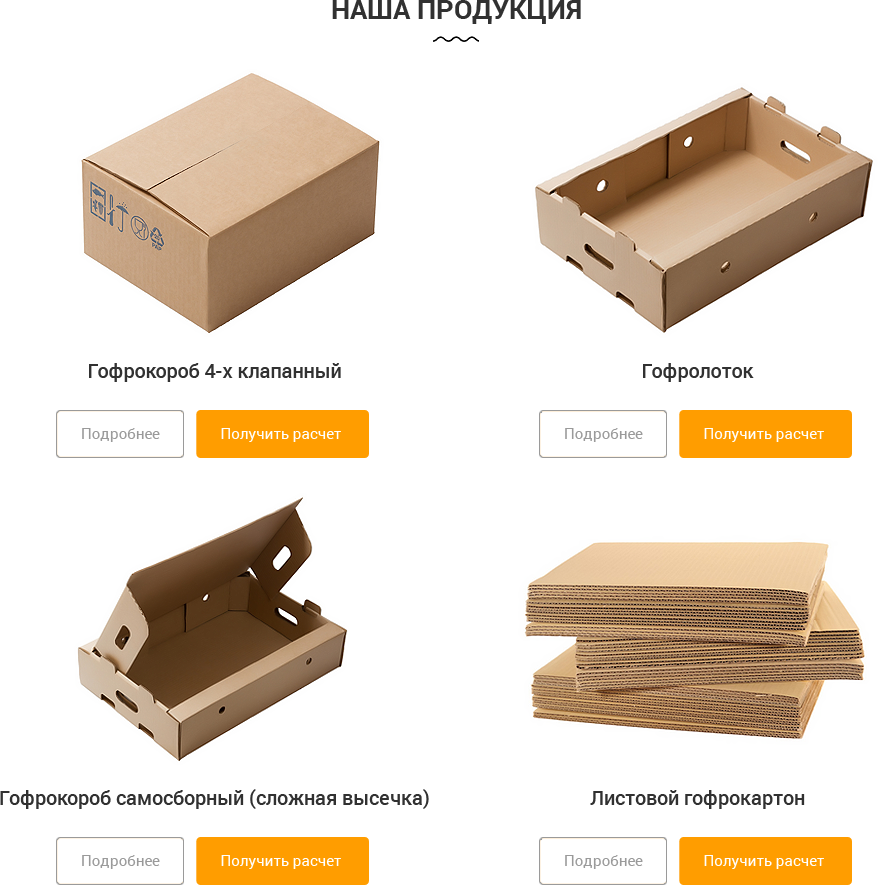 НАША ПРОДУКЦИЯ
Гофрокороб 4-х клапанный
Гофролоток
Подробнее
Получить расчет
Подробнее
Получить расчет
Гофрокороб самосборный (сложная высечка)
Листовой гофрокартон
Подробнее
Получить расчет
Подробнее
Получить расчет